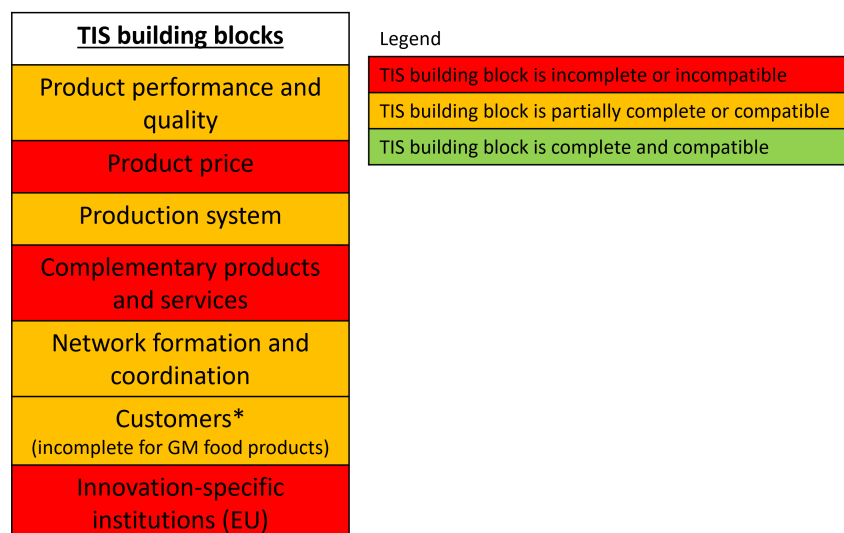 TIS building blocks
Product performance and
quality
Product price
Production system
Complementary products
and services
Network formation and
coordination
Customers*
(incomplete for GM food products)
Innovation-specific
institutions (EU)
Legend
TIS building block is incomplete or incompatible
TIS building block is partially complete or compatible
TIS building block is complete and compatible